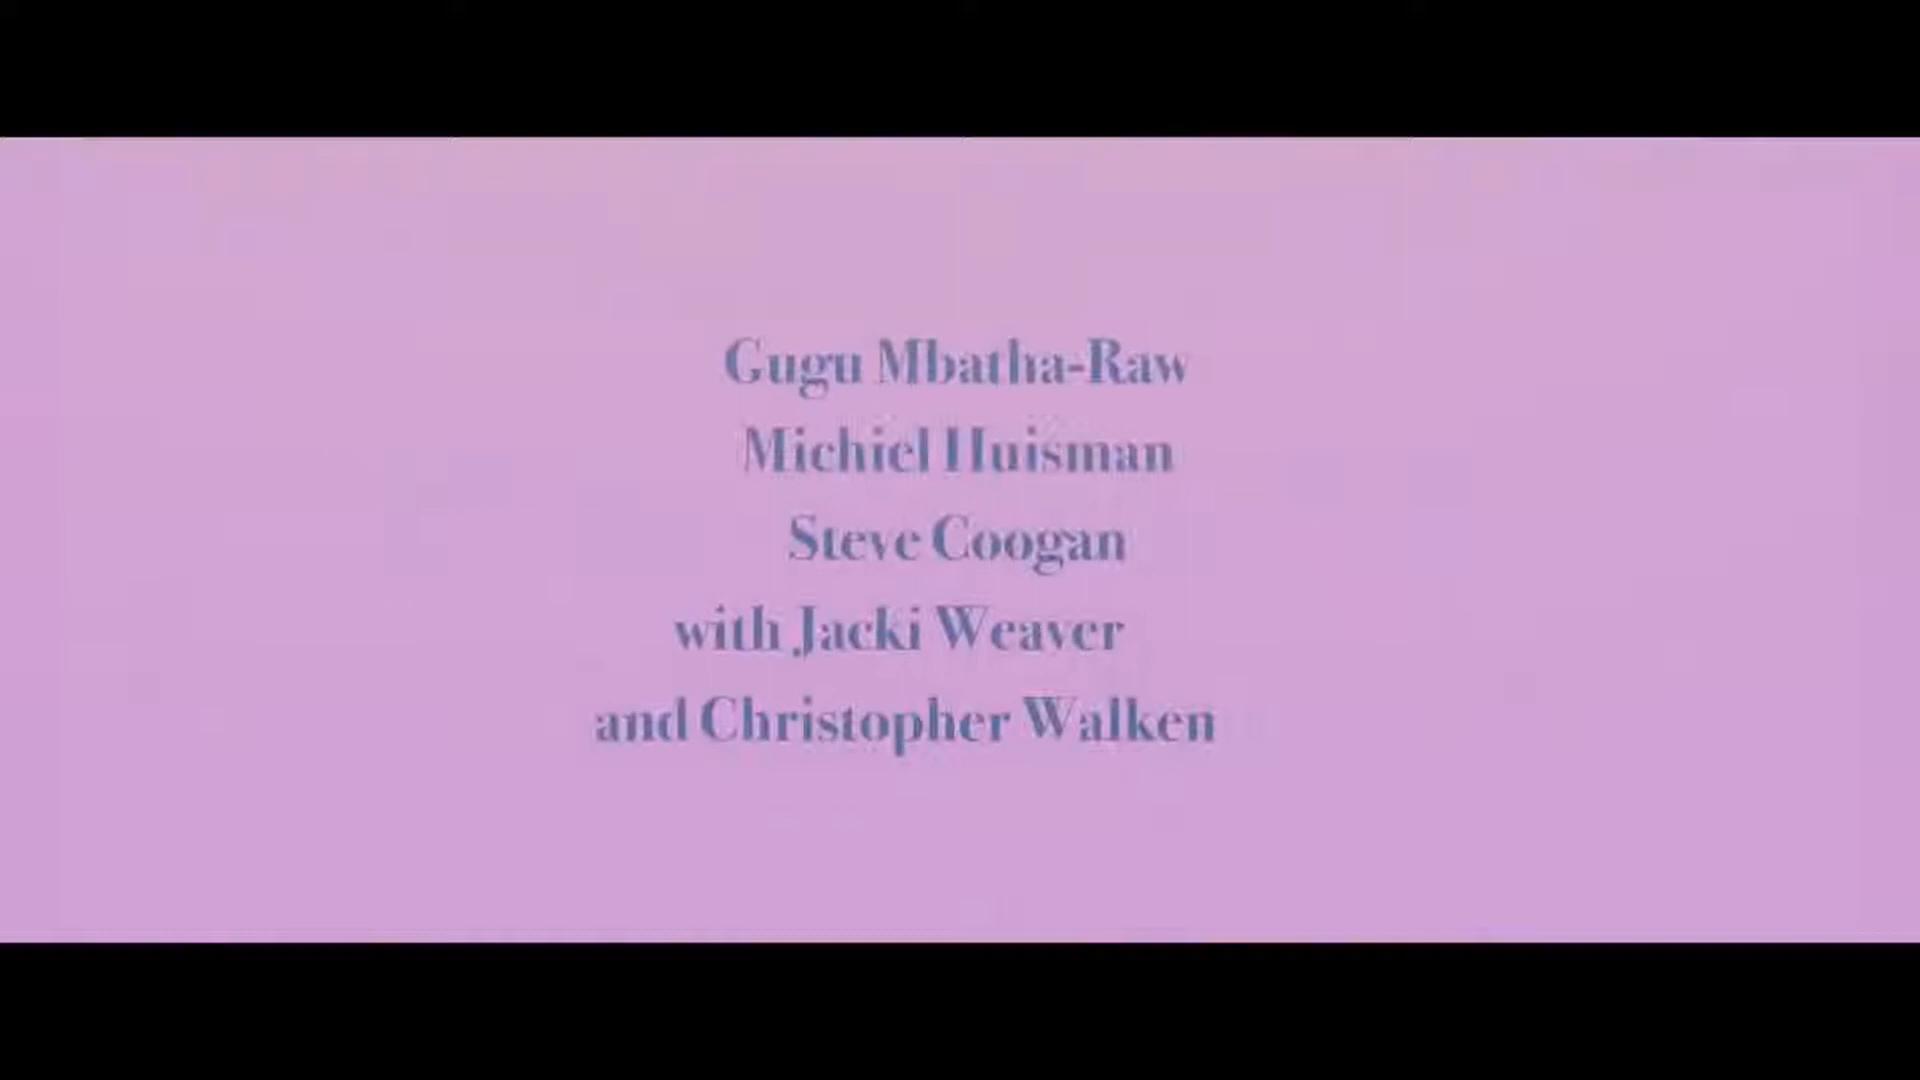 Gugu Mbatha-Raw
Michiel Huisman
Steve Coogan
with Jacki Weaver
and Christopher Walken